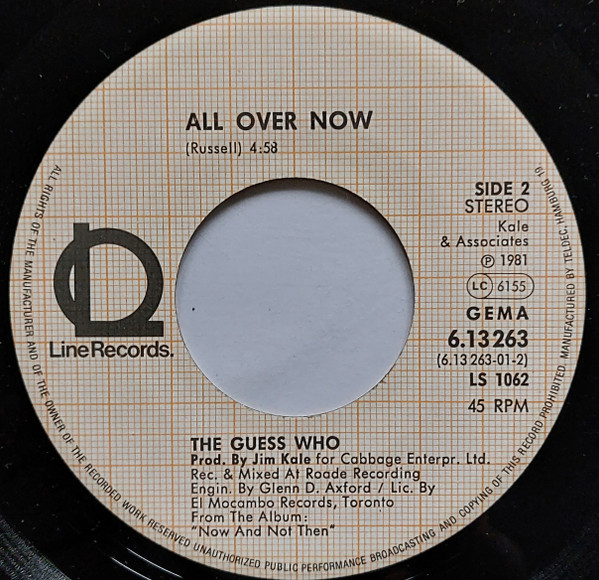 ALL OVER NOW
(Russell) 4:58
SIDE 2
STEREO
Kale
& Associates
℗ 1981
LC 6155
GEMA
6.13263
(6.13 263-01-2)
LS 1062
45 RPM
Line Records.
THE GUESS WHO
Prod. By Jim Kale for Cabbage Enterpr. Ltd.
Rec. & Mixed At Roade Recording
Engin. By Glenn D. Axford / Lic. By
El Mocambo Records, Toronto
From The Album:
"Now And Not Then"
ALL RIGHTS OF THE MANUFACTURER AND OF THE OWNER OF THE RECORDED WORK RESERVED UNAUTHORIZED PUBLIC PERFORMANCE BROADCASTING AND COPYING OF THIS RECORD PROHIBITED. MANUFACTURED BY TELDEC, HAMBURG 19